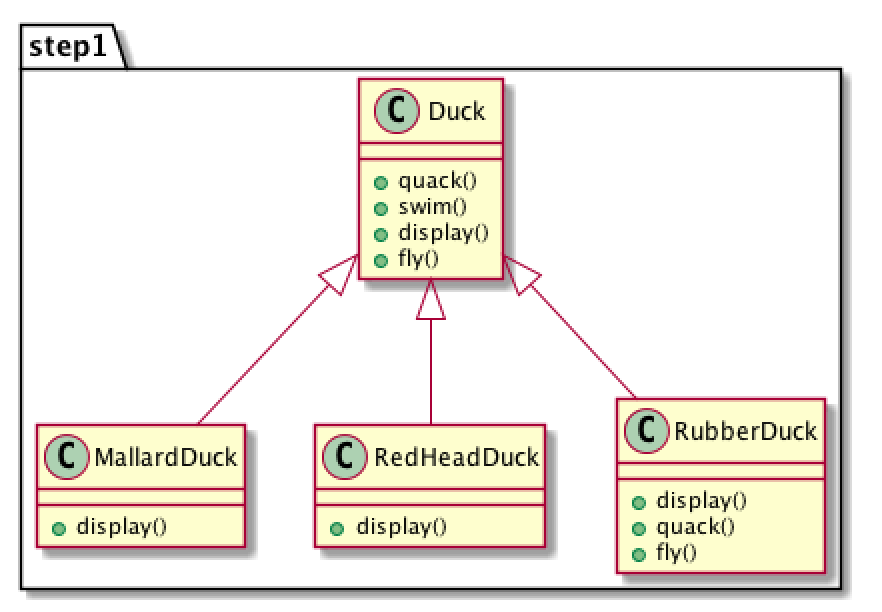 step1
C Duck
quack()
swim()
display()
fly()
C MallardDuck
display()
C RedHeadDuck
display()
C RubberDuck
display()
quack()
fly()